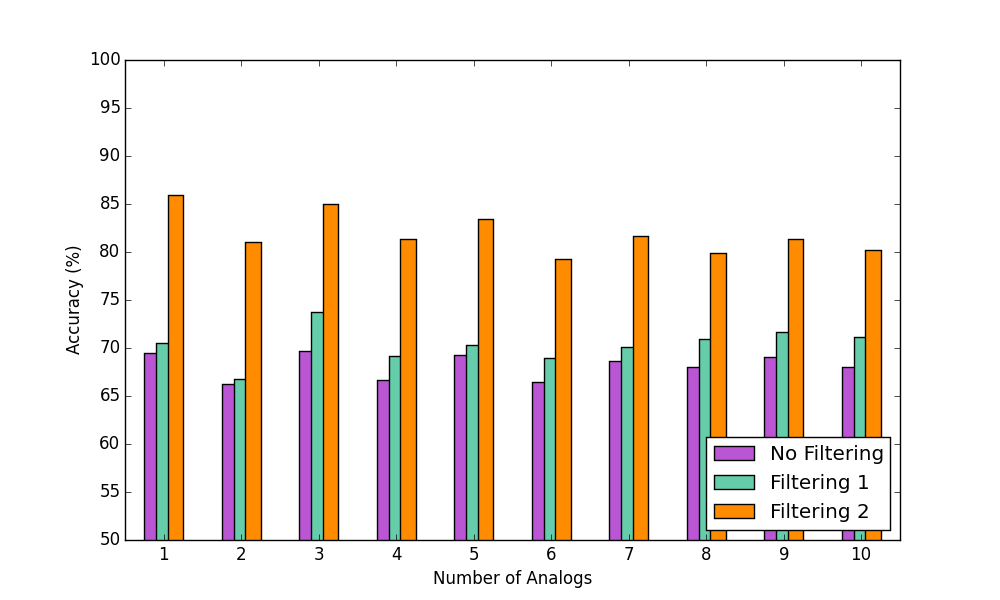 100
95
90
85
80
75
70
65
60
55
50
Accuracy (%)
No Filtering
Filtering 1
Filtering 2
1 2 3 4 5 6 7 8 9 10
Number of Analogs